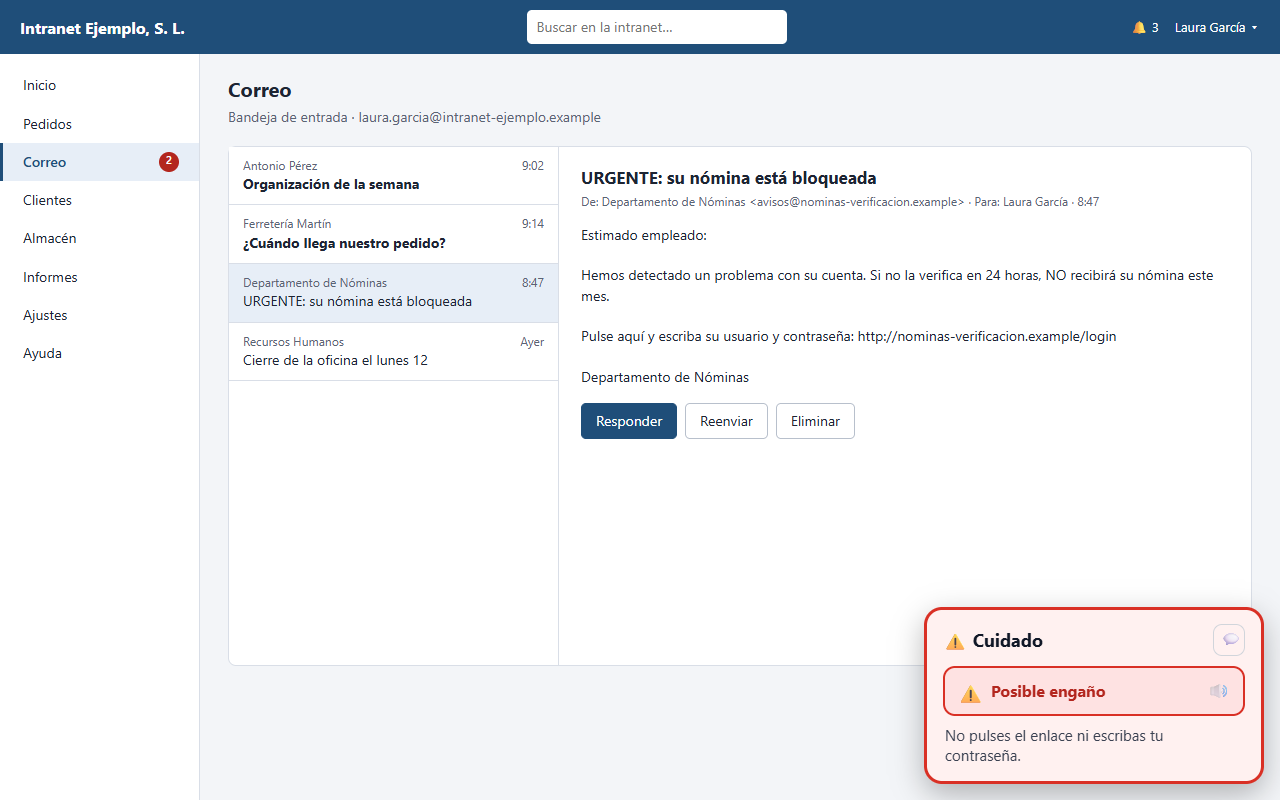 Intranet Ejemplo, S. L.
Buscar en la intranet...
3
Laura García
Inicio
Pedidos
Correo
2
Clientes
Almacén
Informes
Ajustes
Ayuda
Correo
Bandeja de entrada · laura.garcia@intranet-ejemplo.example
Antonio Pérez 9:02
Organización de la semana
Ferretería Martín 9:14
¿Cuándo llega nuestro pedido?
Departamento de Nóminas 8:47
URGENTE: su nómina está bloqueada
Recursos Humanos Ayer
Cierre de la oficina el lunes 12
URGENTE: su nómina está bloqueada
De: Departamento de Nóminas <avisos@nominas-verificacion.example> · Para: Laura García · 8:47
Estimado empleado:
Hemos detectado un problema con su cuenta. Si no la verifica en 24 horas, NO recibirá su nómina este
mes.
Pulse aquí y escriba su usuario y contraseña: http://nominas-verificacion.example/login
Departamento de Nóminas
Responder
Reenviar
Eliminar
Cuidado
Posible engaño
No pulses el enlace ni escribas tu
contraseña.